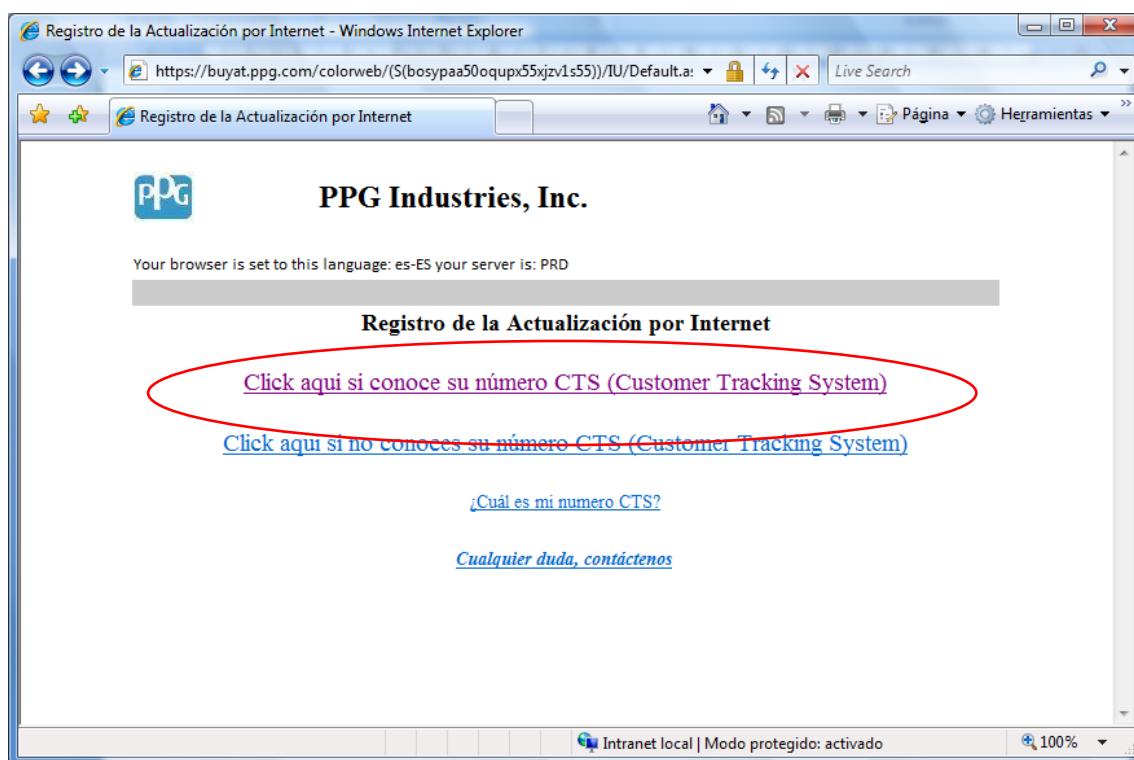 Registro de la Actualización por Internet - Windows Internet Explorer
https://buyat.ppg.com/colorweb/(S(bosypaa50oqupx55xjzv1s55))/IU/Default.a:
Live Search
Registro de la Actualización por Internet
Página
Herramientas
PPG
PPG Industries, Inc.
Your browser is set to this language: es-ES your server is: PRD
Registro de la Actualización por Internet
Click aqui si conoce su número CTS (Customer Tracking System)
Click aqui si no conoces su número CTS (Customer Tracking System)
¿Cuál es mi numero CTS?
Cualquier duda, contáctenos
Intranet local | Modo protegido: activado
100%